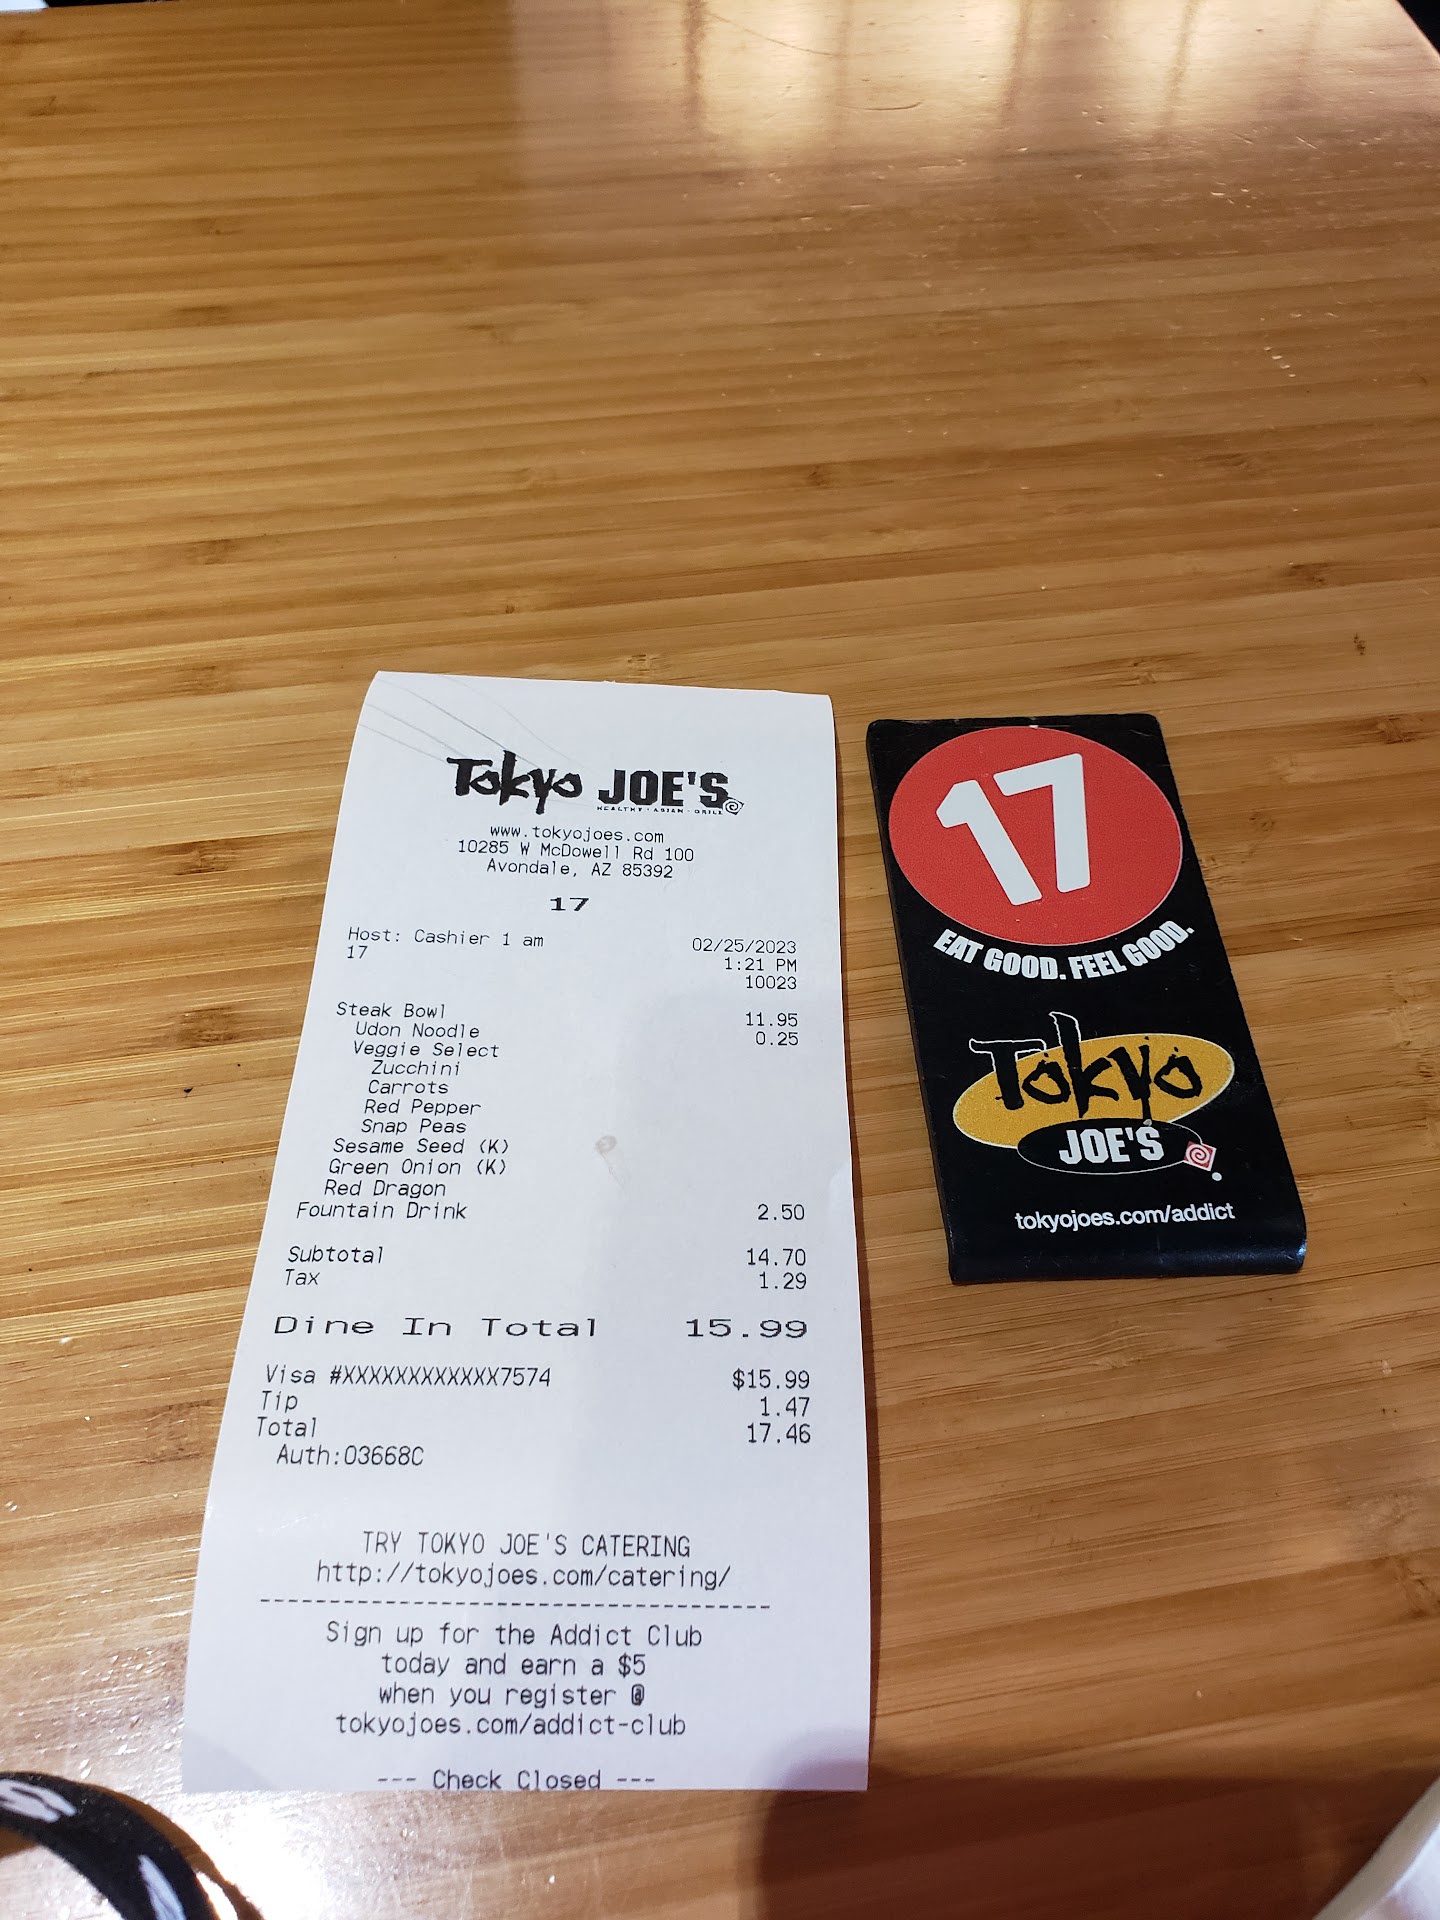 Tokyo JOE'S
HEALTHY · ASIAN · GRILL
www.tokyojoes.com
10285 W McDowell Rd 100
Avondale, AZ 85392
17
Host: Cashier 1 am 02/25/2023
17 1:21 PM
10023
Steak Bowl 11.95
Udon Noodle 0.25
Veggie Select
Zucchini
Carrots
Red Pepper
Snap Peas
Sesame Seed (K)
Green Onion (K)
Red Dragon
Fountain Drink 2.50
Subtotal 14.70
Tax 1.29
Dine In Total 15.99
Visa #XXXXXXXXXXXX7574 $15.99
Tip 1.47
Total 17.46
Auth:03668C
TRY TOKYO JOE'S CATERING
http://tokyojoes.com/catering/
------------------------------------
Sign up for the Addict Club
today and earn a $5
when you register @
tokyojoes.com/addict-club
--- Check Closed ---
17
EAT GOOD. FEEL GOOD.
Tokyo
JOE'S
tokyojoes.com/addict